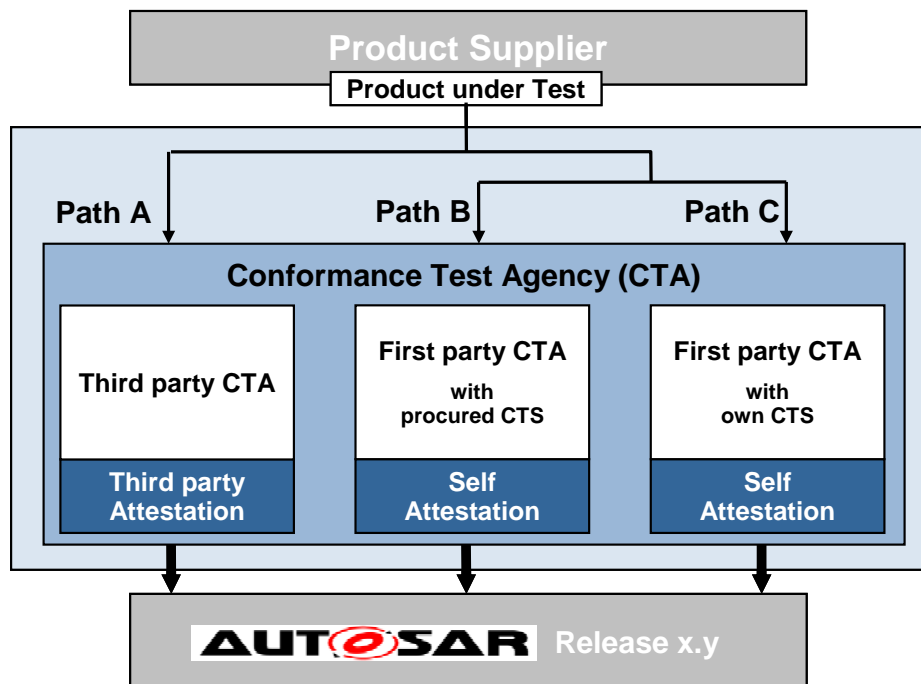 Product Supplier
Product under Test
Path A
Path B
Path C
Conformance Test Agency (CTA)
Third party CTA
First party CTA
with
procured CTS
First party CTA
with
own CTS
Third party
Attestation
Self
Attestation
Self
Attestation
AUTOSAR Release x.y